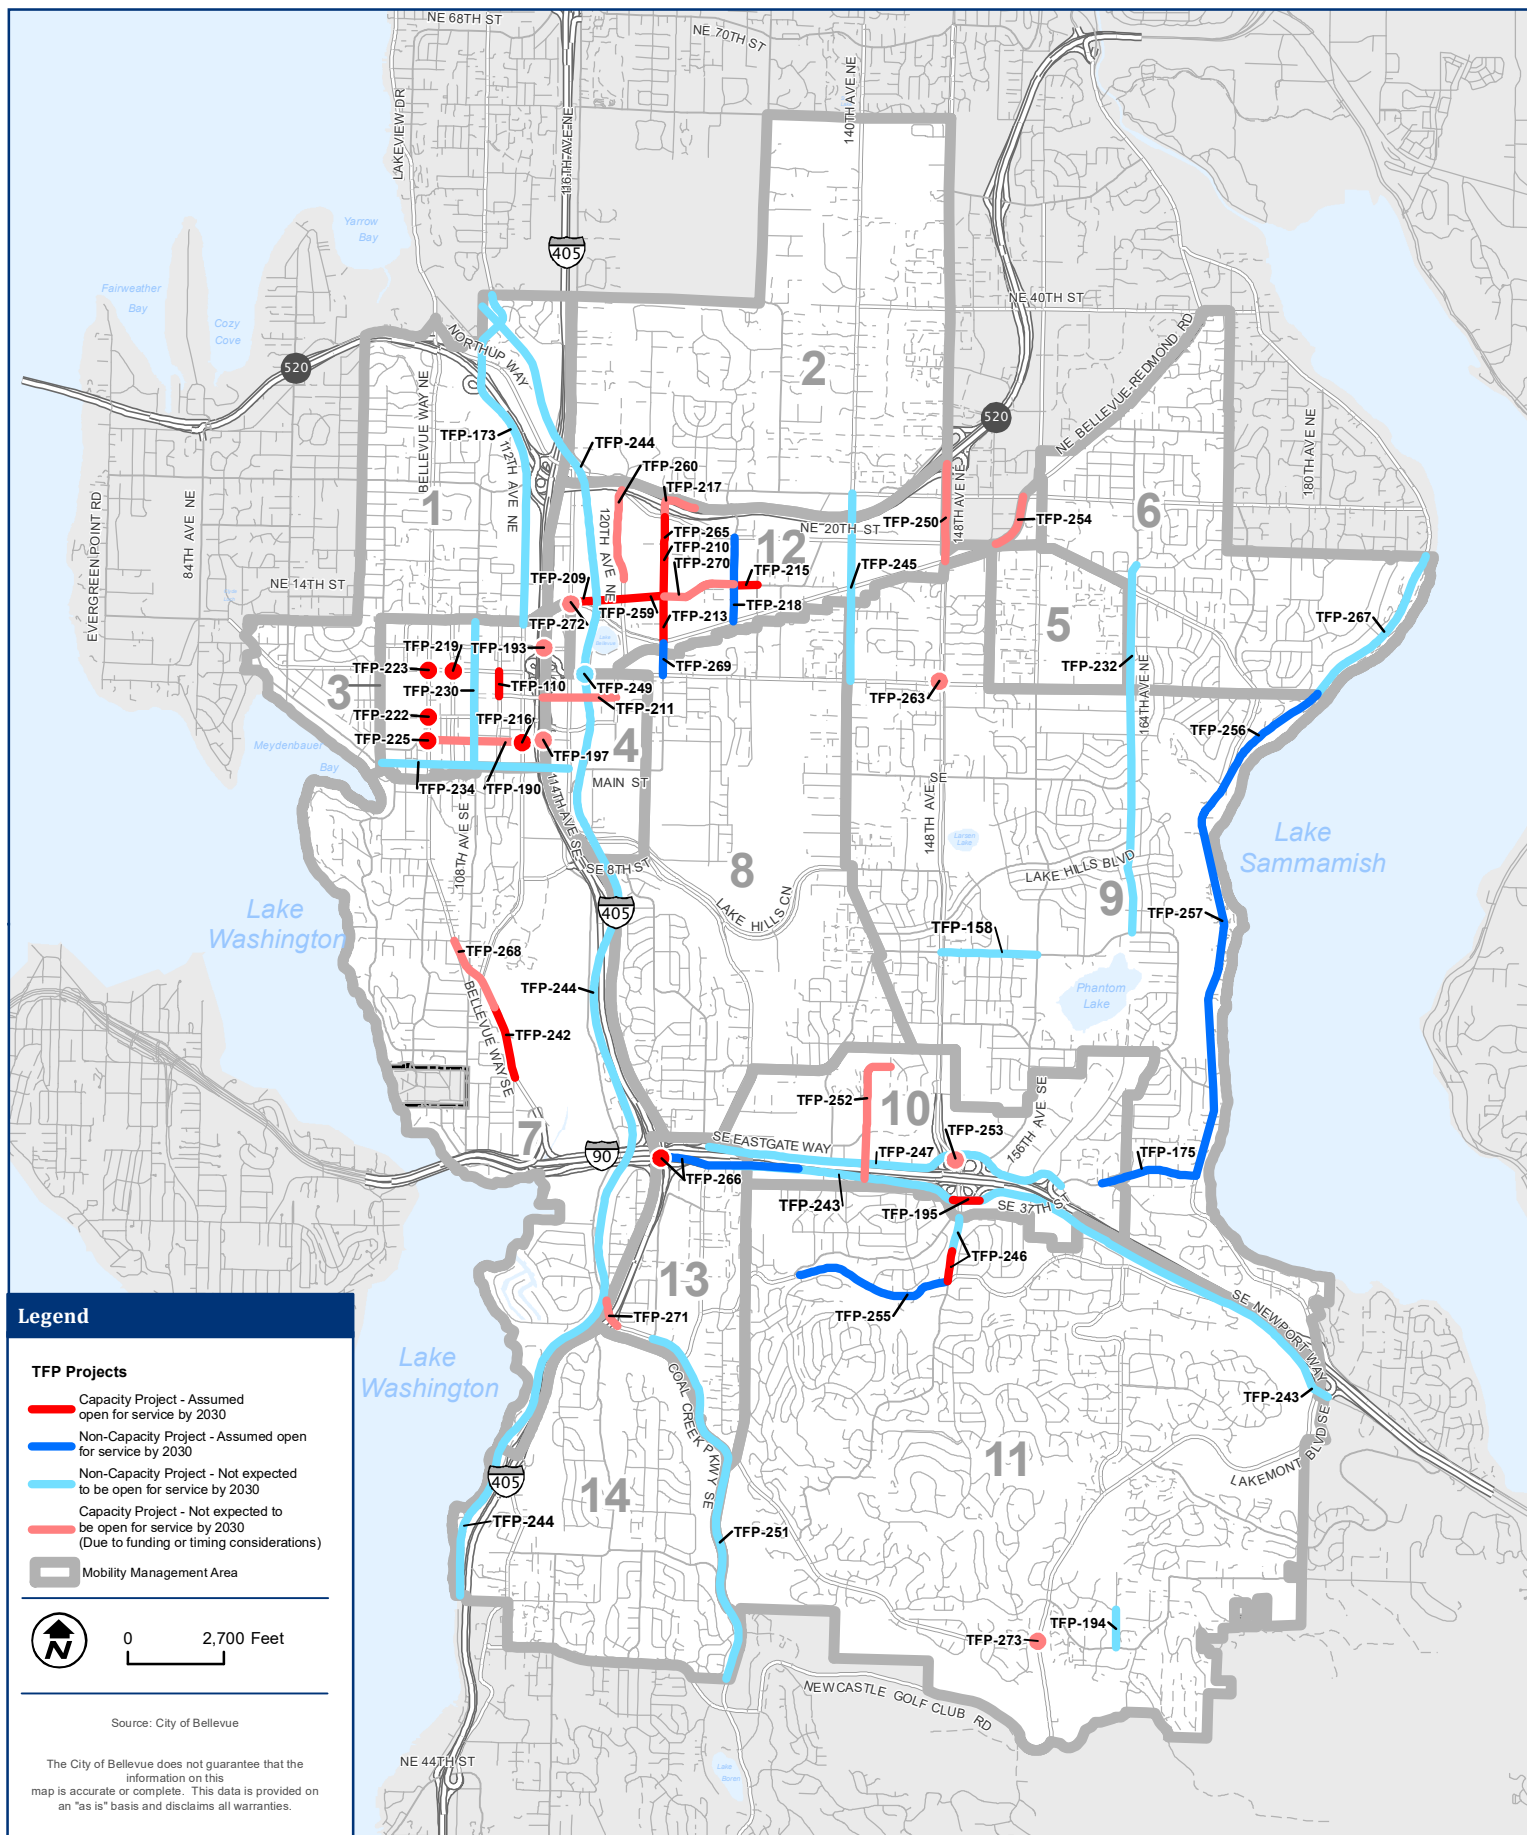 NE 68TH ST
NE 70TH ST
LAKEVIEW DR
116TH AVE NE
140TH AVE NE
Yarrow
Bay
405
Fairweather
Bay
Cozy
Cove
NE 40TH ST
520
NORTHUP WAY
2
BELLEVUE WAY NE
NE BELLEVUE-REDMOND RD
520
180TH AVE NE
TFP-173
112TH AVE NE
TFP-244
TFP-260
TFP-217
148TH AVE NE
EVERGREEN POINT RD
84TH AVE NE
1
120TH AVE NE
TFP-265
NE 20TH ST
TFP-250
TFP-254
6
TFP-210
12
TFP-270
TFP-215
TFP-245
NE 14TH ST
TFP-209
TFP-259
TFP-213
TFP-218
TFP-272
5
TFP-267
TFP-219
TFP-193
Lake
Bellevue
TFP-223
TFP-269
TFP-232
164TH AVE NE
3
TFP-230
TFP-110
TFP-249
TFP-263
TFP-211
TFP-222
TFP-216
TFP-256
TFP-225
4
Meydenbauer
Bay
TFP-197
TFP-234
TFP-190
MAIN ST
114TH AVE SE
148TH AVE SE
108TH AVE SE
Larsen
Lake
Lake
Sammamish
SE 8TH ST
8
LAKE HILLS BLVD
405
LAKE HILLS CN
9
Lake
Washington
TFP-257
TFP-158
TFP-268
BELLEVUE WAY SE
TFP-244
Phantom
Lake
TFP-242
TFP-252
10
156TH AVE SE
7
SE EASTGATE WAY
TFP-253
90
TFP-247
TFP-175
TFP-266
TFP-243
TFP-195
SE 37TH ST
TFP-246
13
TFP-255
SE NEWPORT WAY
TFP-271
Lake
Washington
COAL CREEK PKWY SE
TFP-243
11
LAKEMONT BLVD SE
405
14
TFP-244
TFP-251
TFP-194
TFP-273
NEWCASTLE GOLF CLUB RD
NE 44TH ST
Lake
Boren
Legend
TFP Projects
Capacity Project - Assumed
open for service by 2030
Non-Capacity Project - Assumed open
for service by 2030
Non-Capacity Project - Not expected
to be open for service by 2030
Capacity Project - Not expected to
be open for service by 2030
(Due to funding or timing considerations)
Mobility Management Area
N
0 2,700 Feet
Source: City of Bellevue
The City of Bellevue does not guarantee that the
information on this
map is accurate or complete. This data is provided on
an "as is" basis and disclaims all warranties.